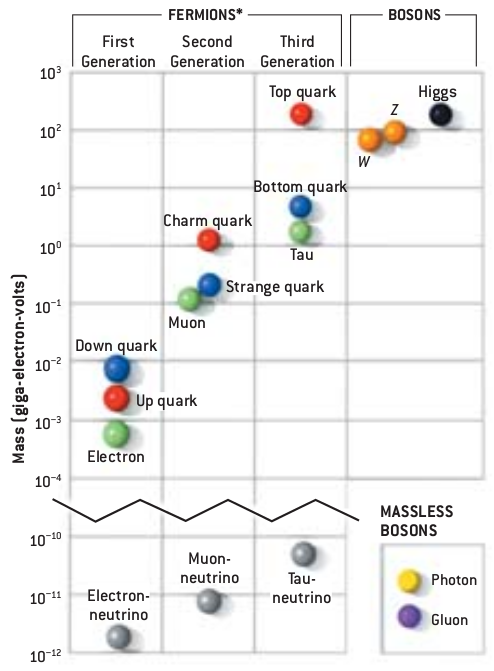 FERMIONS*
BOSONS
First
Generation
Second
Generation
Third
Generation
Mass (giga-electron-volts)
10³
10²
10¹
10⁰
10⁻¹
10⁻²
10⁻³
10⁻⁴
10⁻¹⁰
10⁻¹¹
10⁻¹²
Top quark
Higgs
Z
W
Bottom quark
Charm quark
Tau
Strange quark
Muon
Down quark
Up quark
Electron
MASSLESS
BOSONS
Muon-
neutrino
Tau-
neutrino
Electron-
neutrino
Photon
Gluon